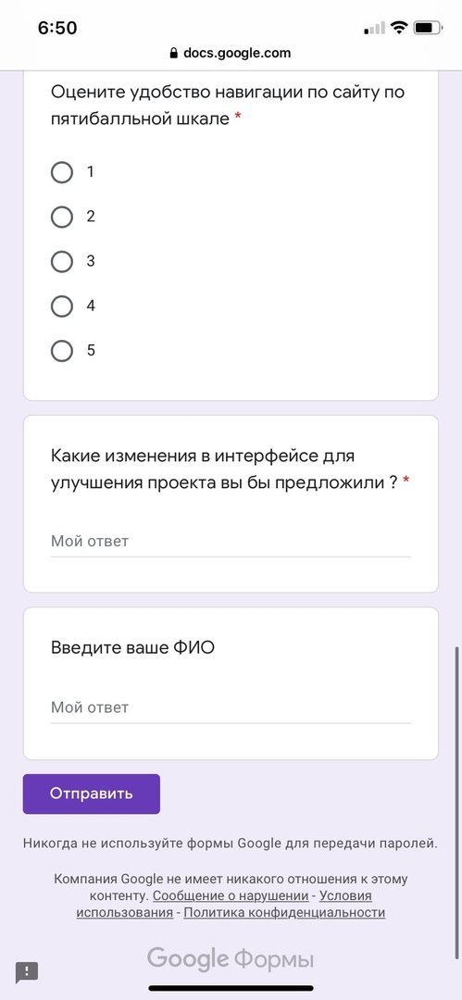 6:50
docs.google.com
Оцените удобство навигации по сайту по
пятибалльной шкале *
1
2
3
4
5
Какие изменения в интерфейсе для
улучшения проекта вы бы предложили ? *
Мой ответ
Введите ваше ФИО
Мой ответ
Отправить
Никогда не используйте формы Google для передачи паролей.
Компания Google не имеет никакого отношения к этому
контенту. Сообщение о нарушении - Условия
использования - Политика конфиденциальности
Google Формы